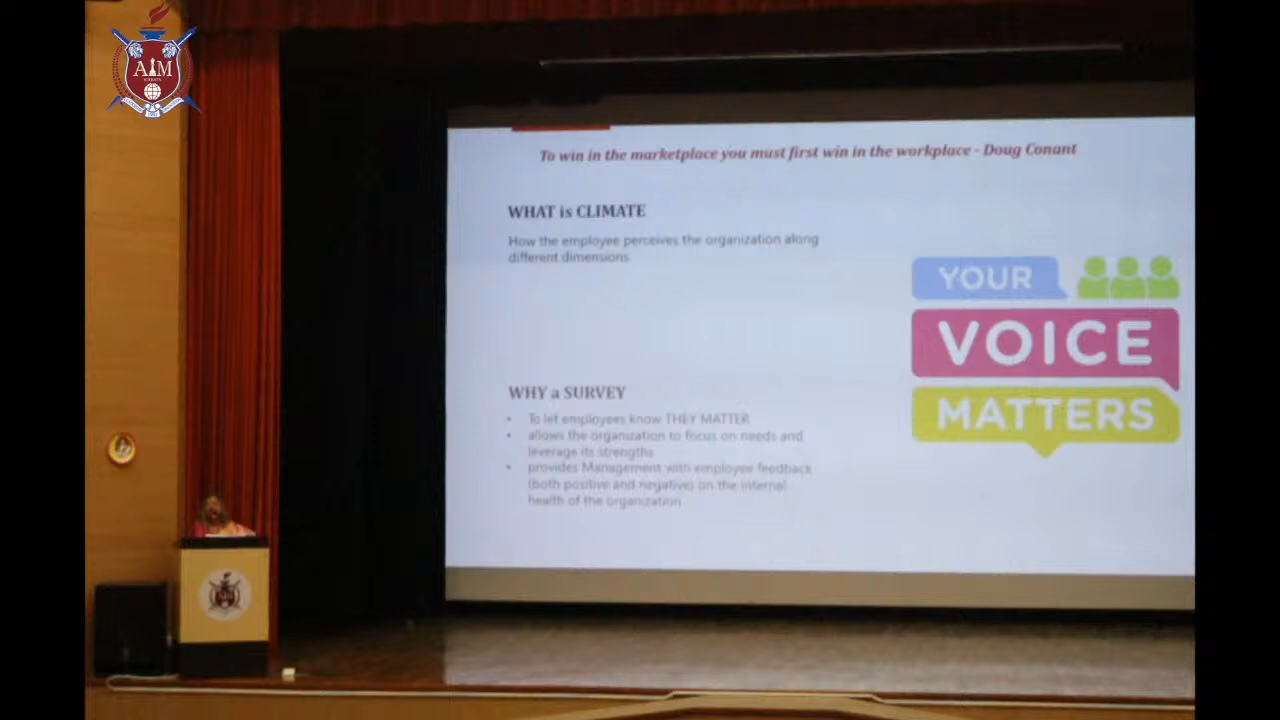 AIM
To win in the marketplace you must first win in the workplace - Doug Conant
WHAT is CLIMATE
How the employee perceives the organization along
different dimensions
YOUR
VOICE
MATTERS
WHY a SURVEY
• To let employees know THEY MATTER
• allows the organization to focus on needs and
leverage its strengths
• provides Management with employee feedback
(both positive and negative) on the internal
health of the organization
AIM